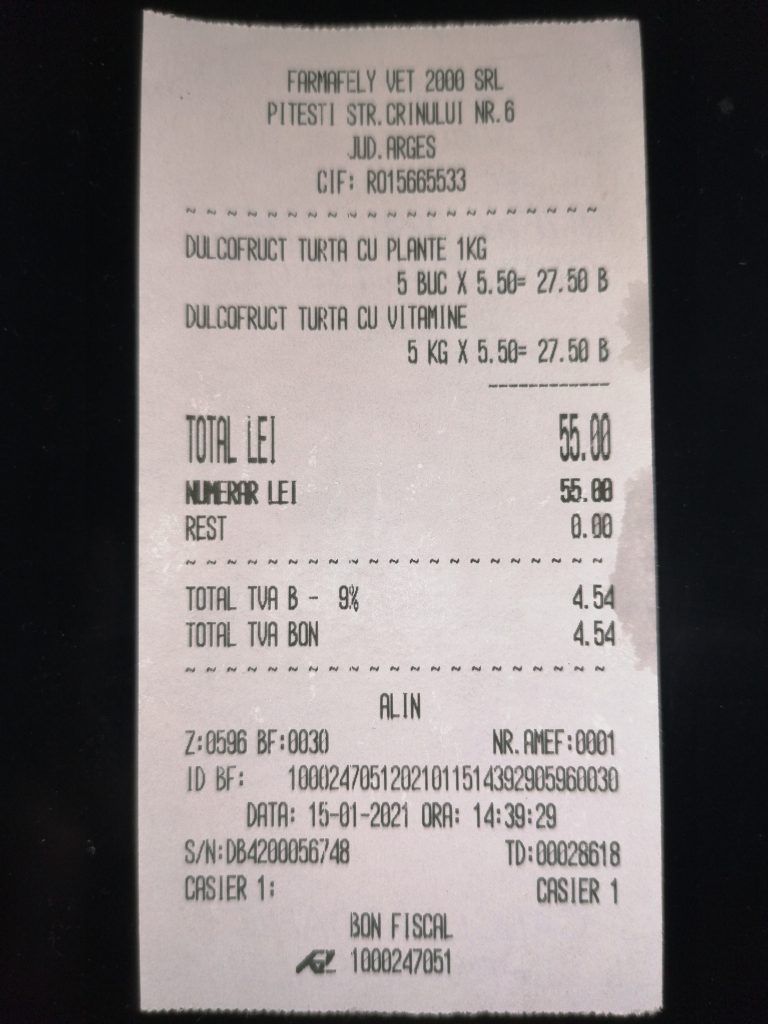 FARMAFELY VET 2000 SRL
PITESTI STR.CRINULUI NR.6
JUD.ARGES
CIF: RO15665533
DULCOFRUCT TURTA CU PLANTE 1KG
5 BUC X 5.50= 27.50 B
DULCOFRUCT TURTA CU VITAMINE
5 KG X 5.50= 27.50 B
TOTAL LEI 55.00
NUMERAR LEI 55.00
REST 0.00
TOTAL TVA B - 9% 4.54
TOTAL TVA BON 4.54
ALIN
Z:0596 BF:0030 NR.AMEF:0001
ID BF: 1000247051202101151439290596​0030
DATA: 15-01-2021 ORA: 14:39:29
S/N:DB4200056748 TD:00028618
CASIER 1: CASIER 1
BON FISCAL
1000247051